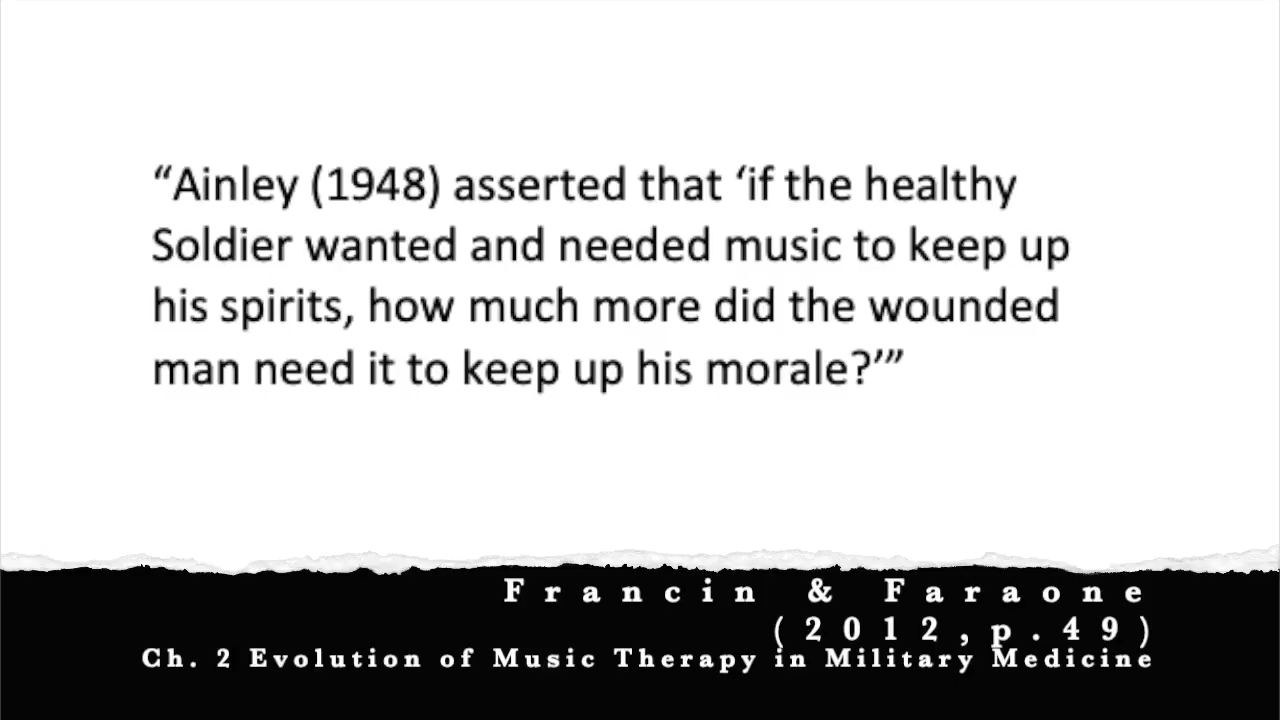 “Ainley (1948) asserted that ‘if the healthy
Soldier wanted and needed music to keep up
his spirits, how much more did the wounded
man need it to keep up his morale?’”
Francin & Faraone
(2012,p.49)
Ch. 2 Evolution of Music Therapy in Military Medicine